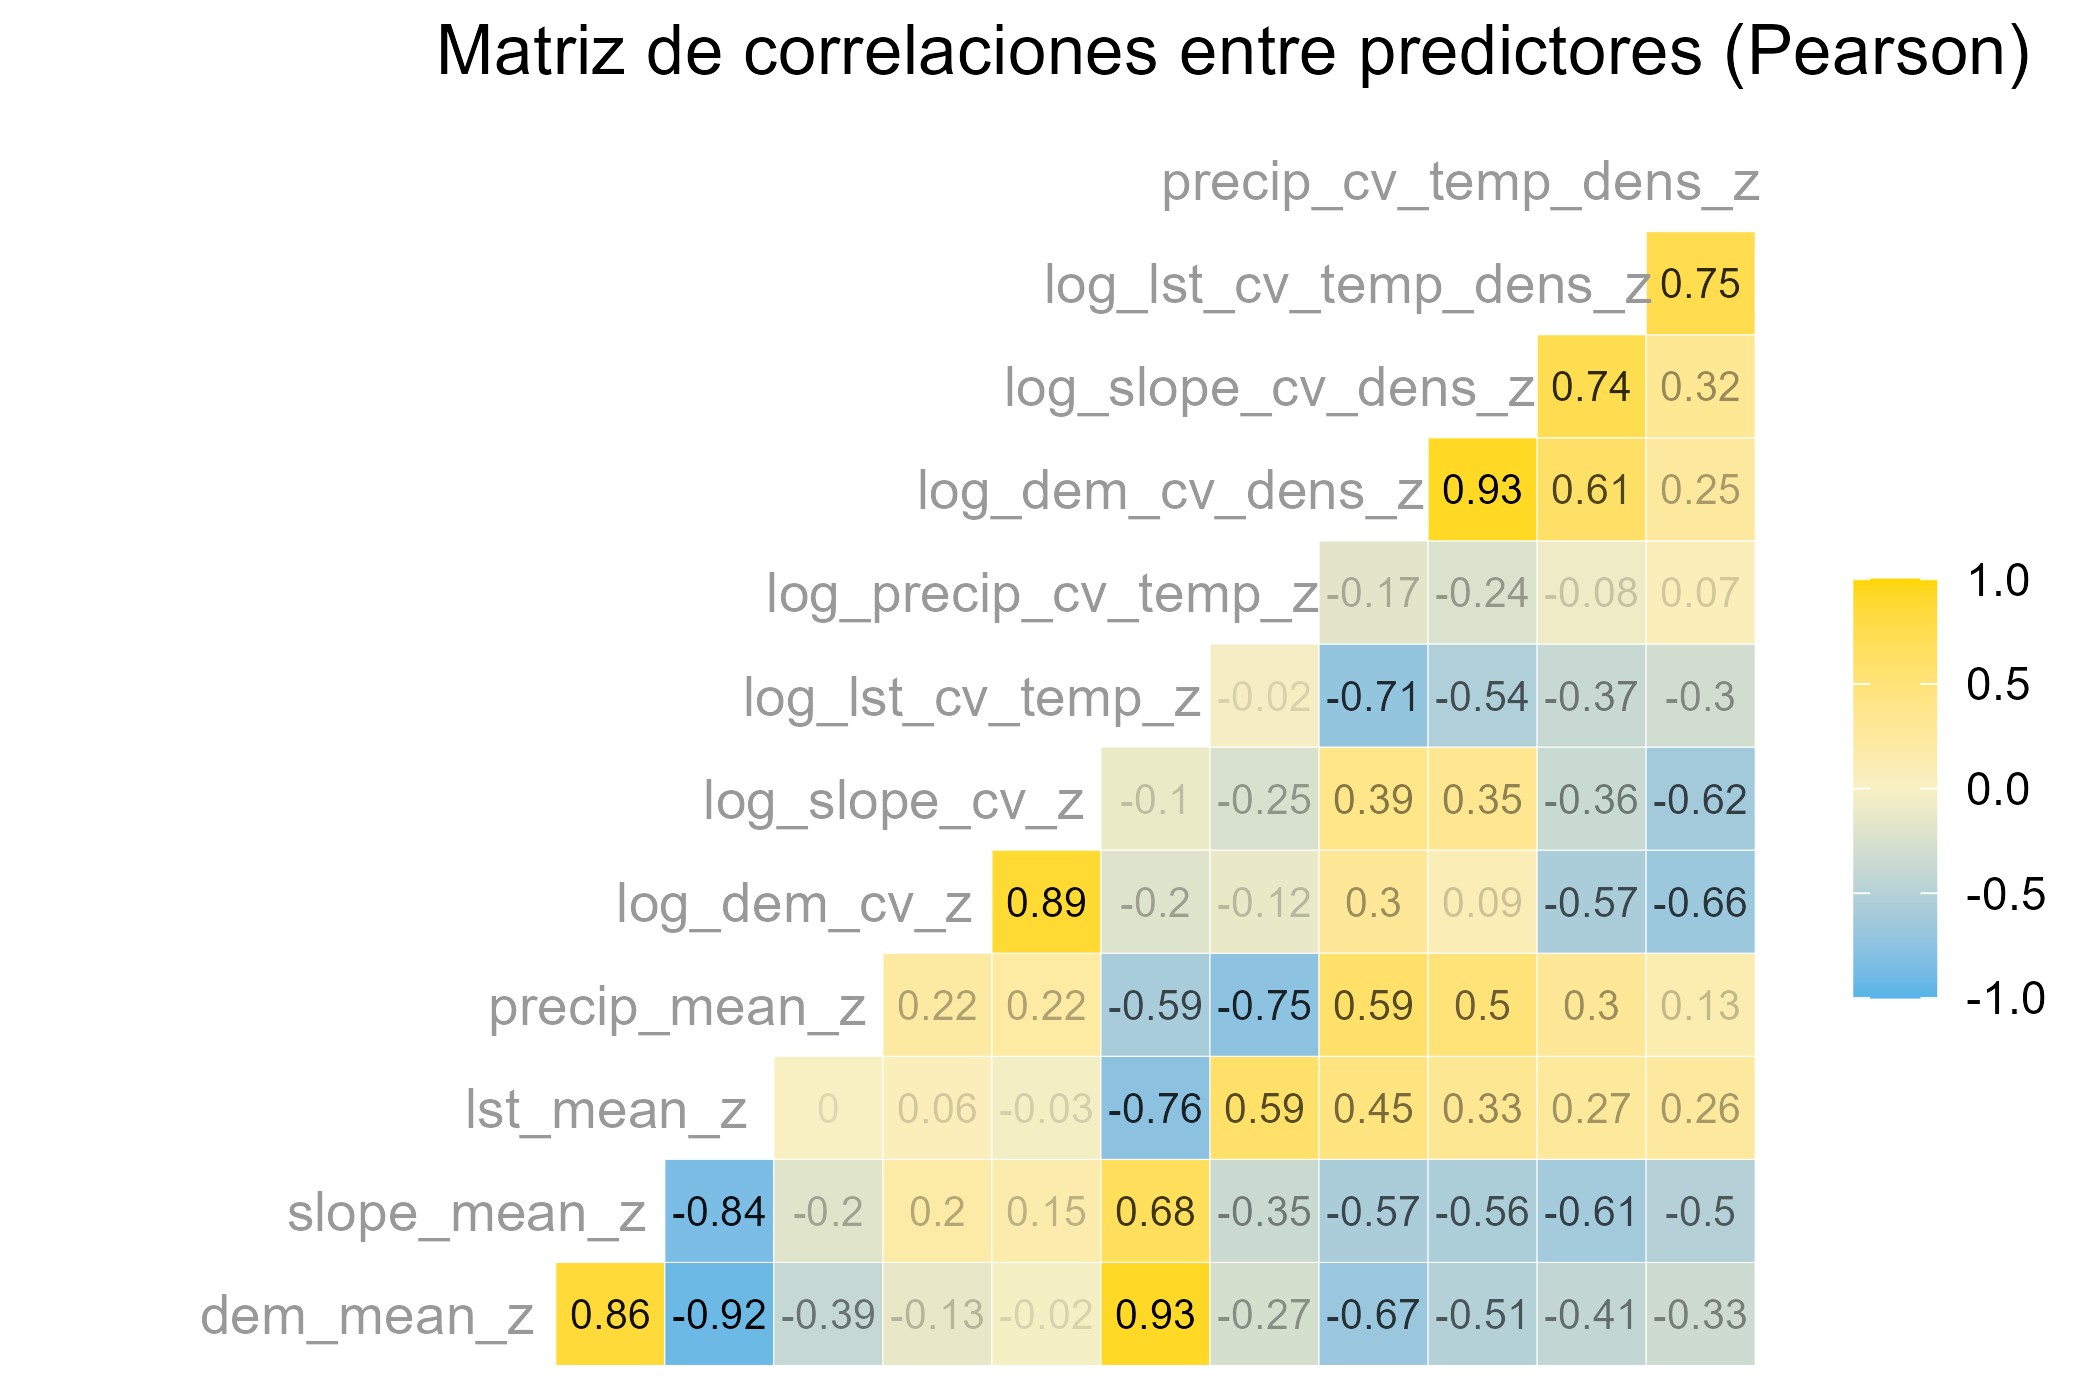 Matriz de correlaciones entre predictores (Pearson)
precip_cv_temp_dens_z
log_lst_cv_temp_dens_z 0.75
log_slope_cv_dens_z 0.74 0.32
log_dem_cv_dens_z 0.93 0.61 0.25
log_precip_cv_temp_z -0.17 -0.24 -0.08 0.07
log_lst_cv_temp_z -0.02 -0.71 -0.54 -0.37 -0.3
log_slope_cv_z -0.1 -0.25 0.39 0.35 -0.36 -0.62
log_dem_cv_z 0.89 -0.2 -0.12 0.3 0.09 -0.57 -0.66
precip_mean_z 0.22 0.22 -0.59 -0.75 0.59 0.5 0.3 0.13
lst_mean_z 0 0.06 -0.03 -0.76 0.59 0.45 0.33 0.27 0.26
slope_mean_z -0.84 -0.2 0.2 0.15 0.68 -0.35 -0.57 -0.56 -0.61 -0.5
dem_mean_z 0.86 -0.92 -0.39 -0.13 -0.02 0.93 -0.27 -0.67 -0.51 -0.41 -0.33
1.0
0.5
0.0
-0.5
-1.0